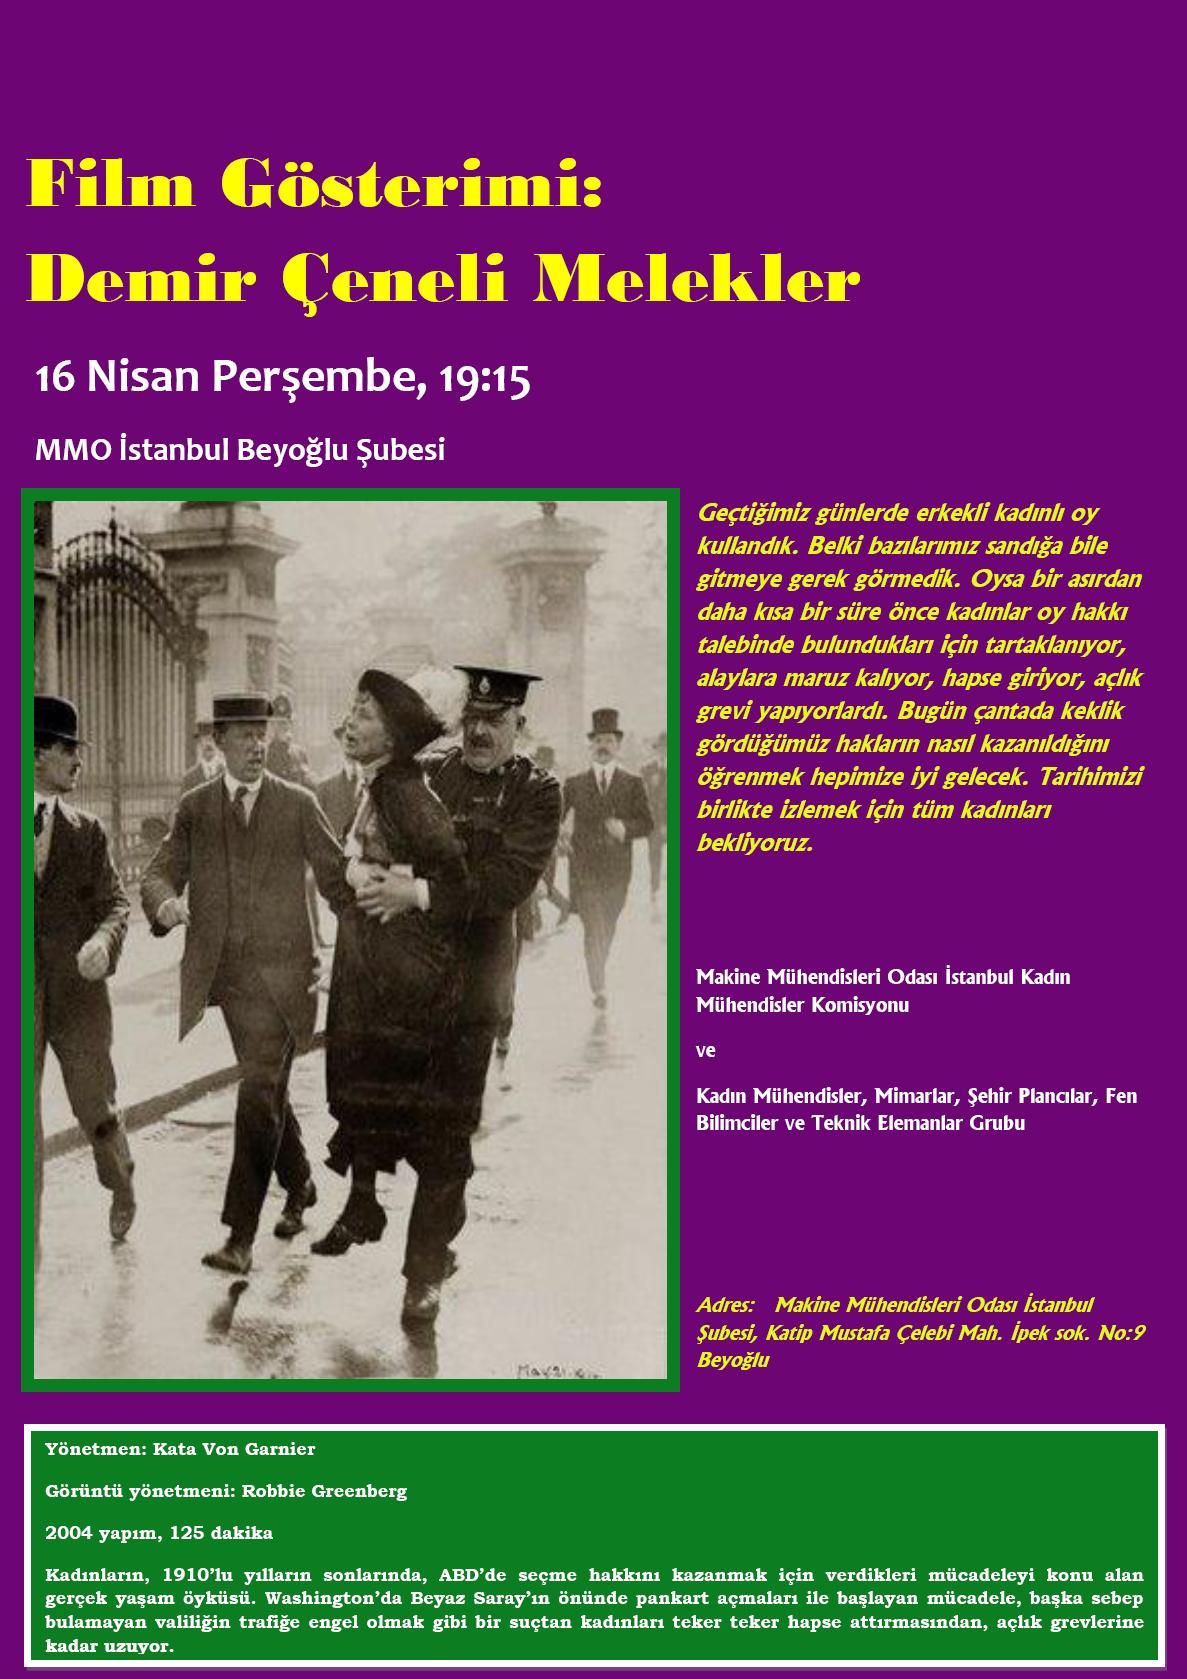 Film Gösterimi:
Demir Çeneli Melekler
16 Nisan Perşembe, 19:15
MMO İstanbul Beyoğlu Şubesi
Geçtiğimiz günlerde erkekli kadınlı oy
kullandık. Belki bazılarımız sandığa bile
gitmeye gerek görmedik. Oysa bir asırdan
daha kısa bir süre önce kadınlar oy hakkı
talebinde bulundukları için tartaklanıyor,
alaylara maruz kalıyor, hapse giriyor, açlık
grevi yapıyorlardı. Bugün çantada keklik
gördüğümüz hakların nasıl kazanıldığını
öğrenmek hepimize iyi gelecek. Tarihimizi
birlikte izlemek için tüm kadınları
bekliyoruz.
Makine Mühendisleri Odası İstanbul Kadın
Mühendisler Komisyonu
ve
Kadın Mühendisler, Mimarlar, Şehir Plancılar, Fen
Bilimciler ve Teknik Elemanlar Grubu
Adres: Makine Mühendisleri Odası İstanbul
Şubesi, Katip Mustafa Çelebi Mah. İpek sok. No:9
Beyoğlu
Yönetmen: Kata Von Garnier
Görüntü yönetmeni: Robbie Greenberg
2004 yapım, 125 dakika
Kadınların, 1910'lu yılların sonlarında, ABD'de seçme hakkını kazanmak için verdikleri mücadeleyi konu alan
gerçek yaşam öyküsü. Washington'da Beyaz Saray'ın önünde pankart açmaları ile başlayan mücadele, başka sebep
bulamayan valiliğin trafiğe engel olmak gibi bir suçtan kadınları teker teker hapse attırmasından, açlık grevlerine
kadar uzuyor.